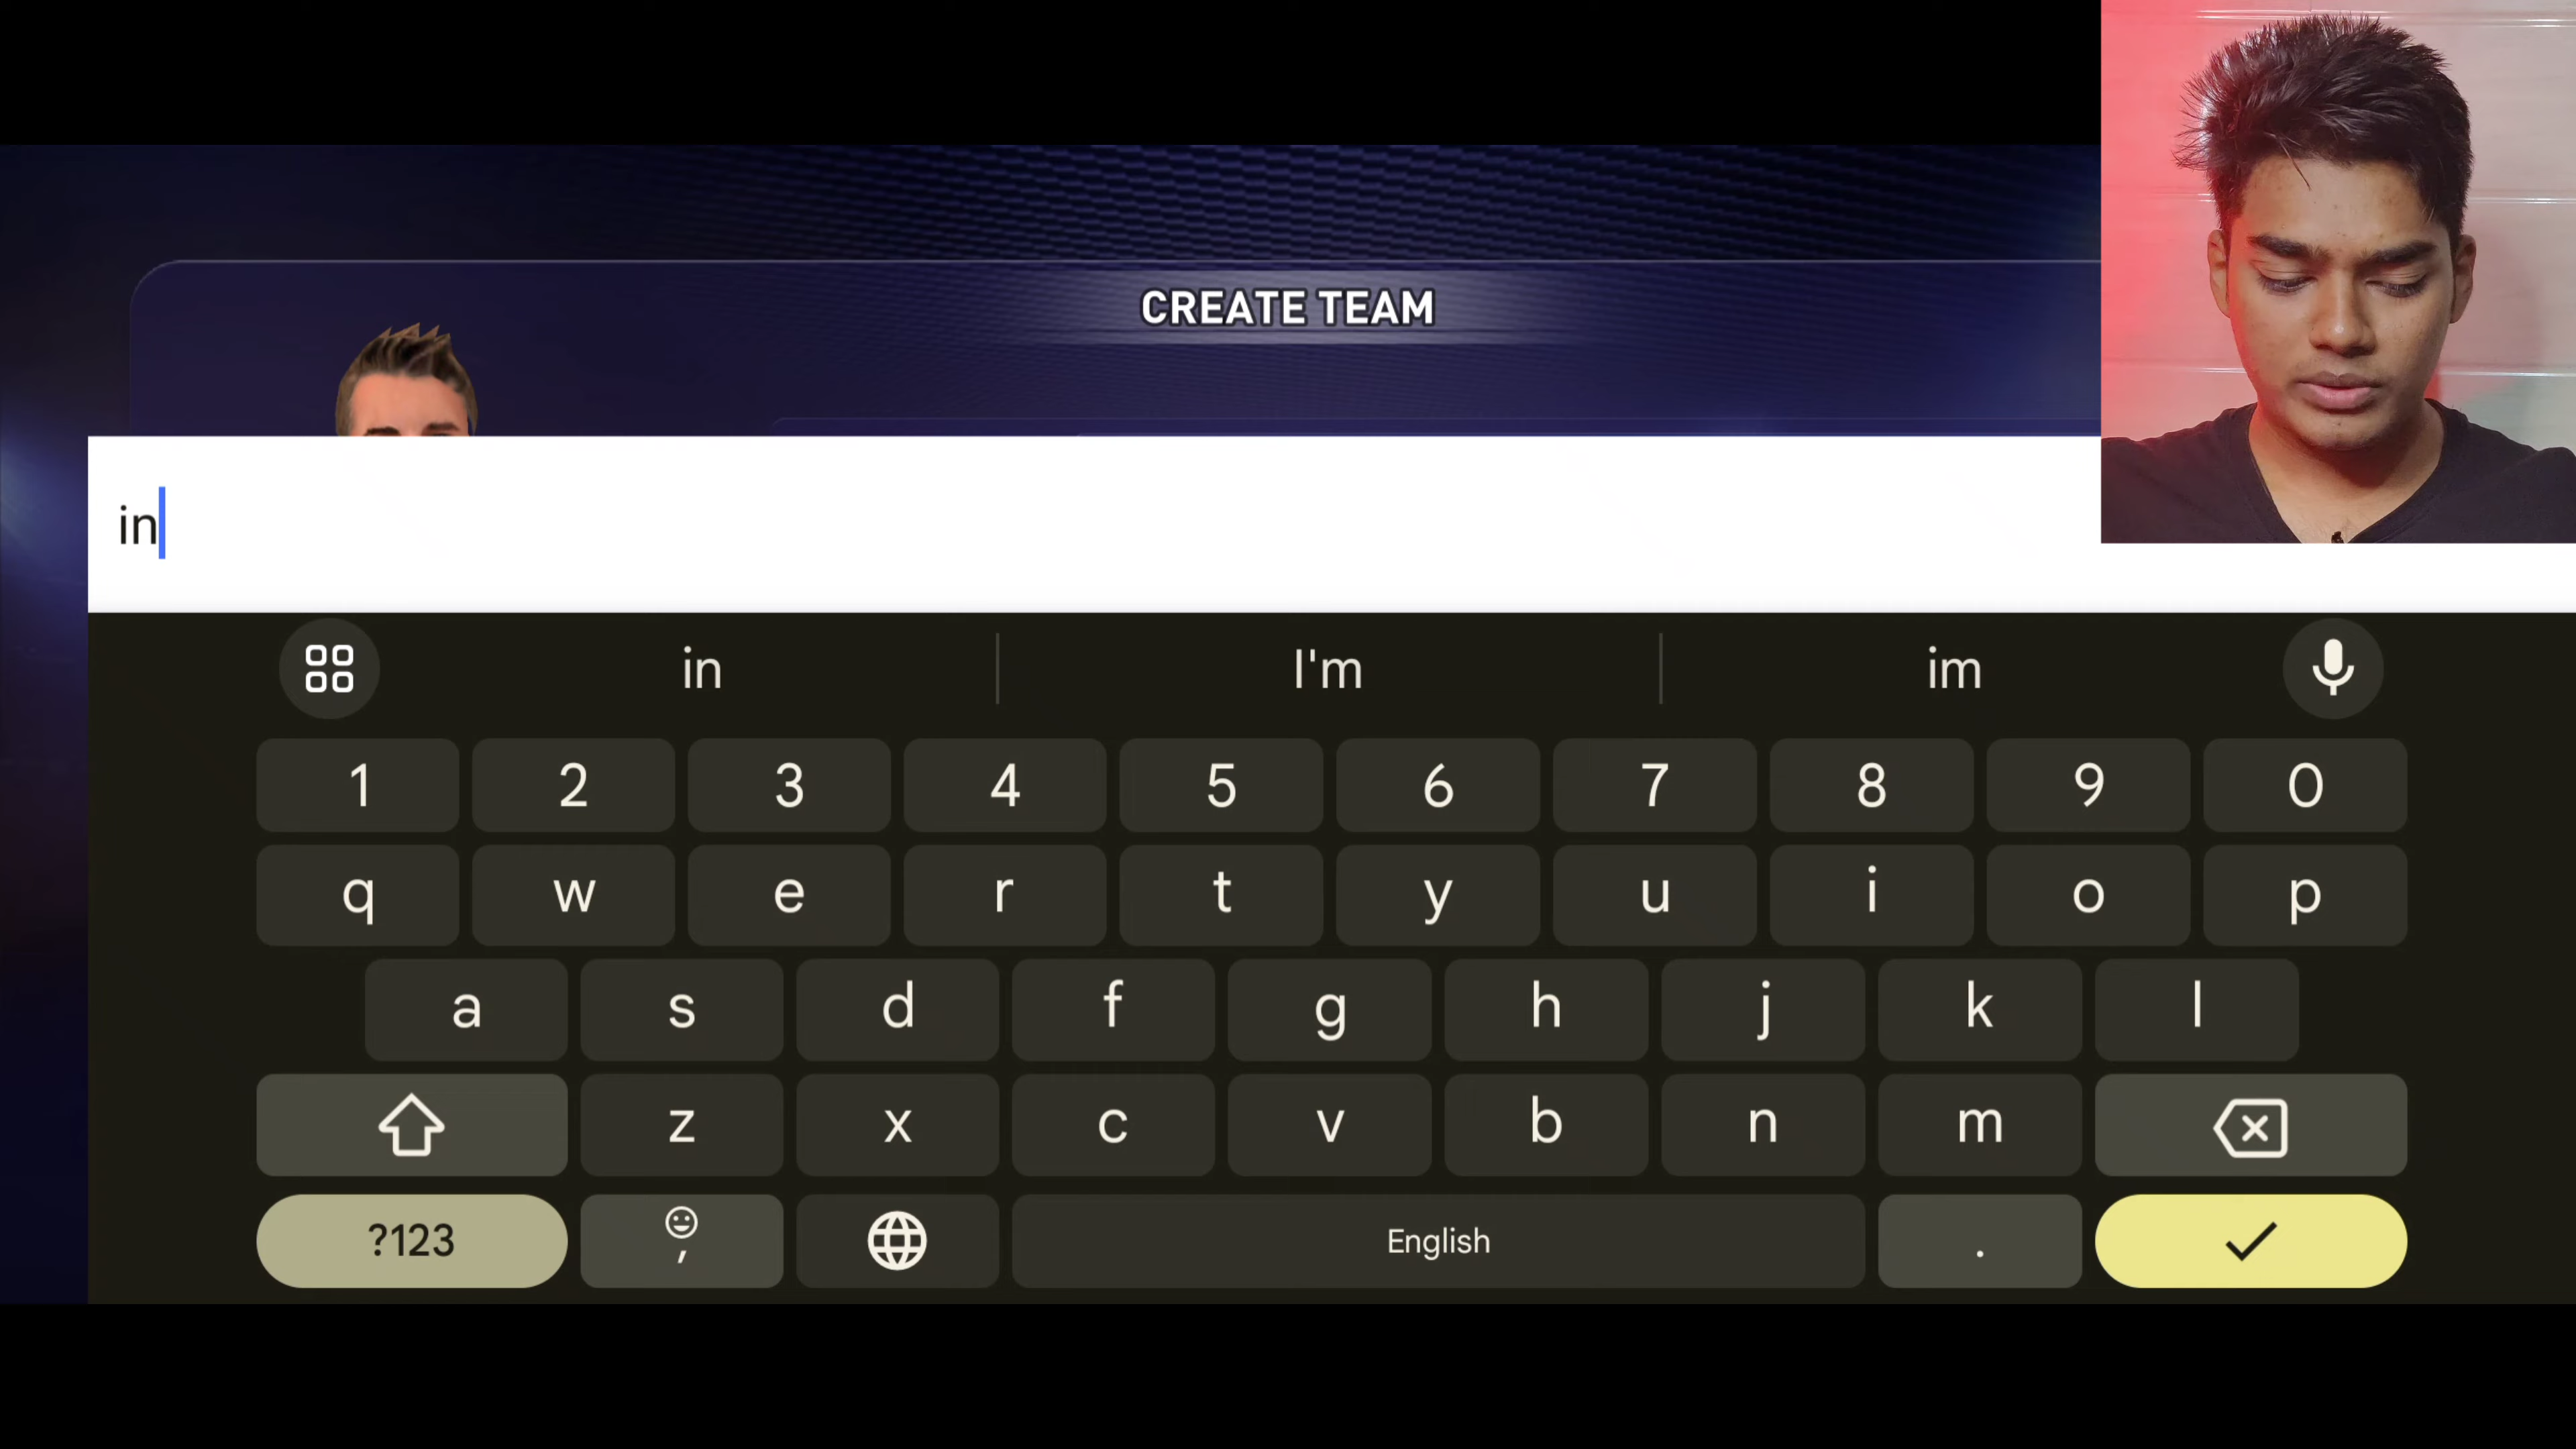 CREATE TEAM
in
in I'm im
1 2 3 4 5 6 7 8 9 0
q w e r t y u i o p
a s d f g h j k l
z x c v b n m
?123 , English .